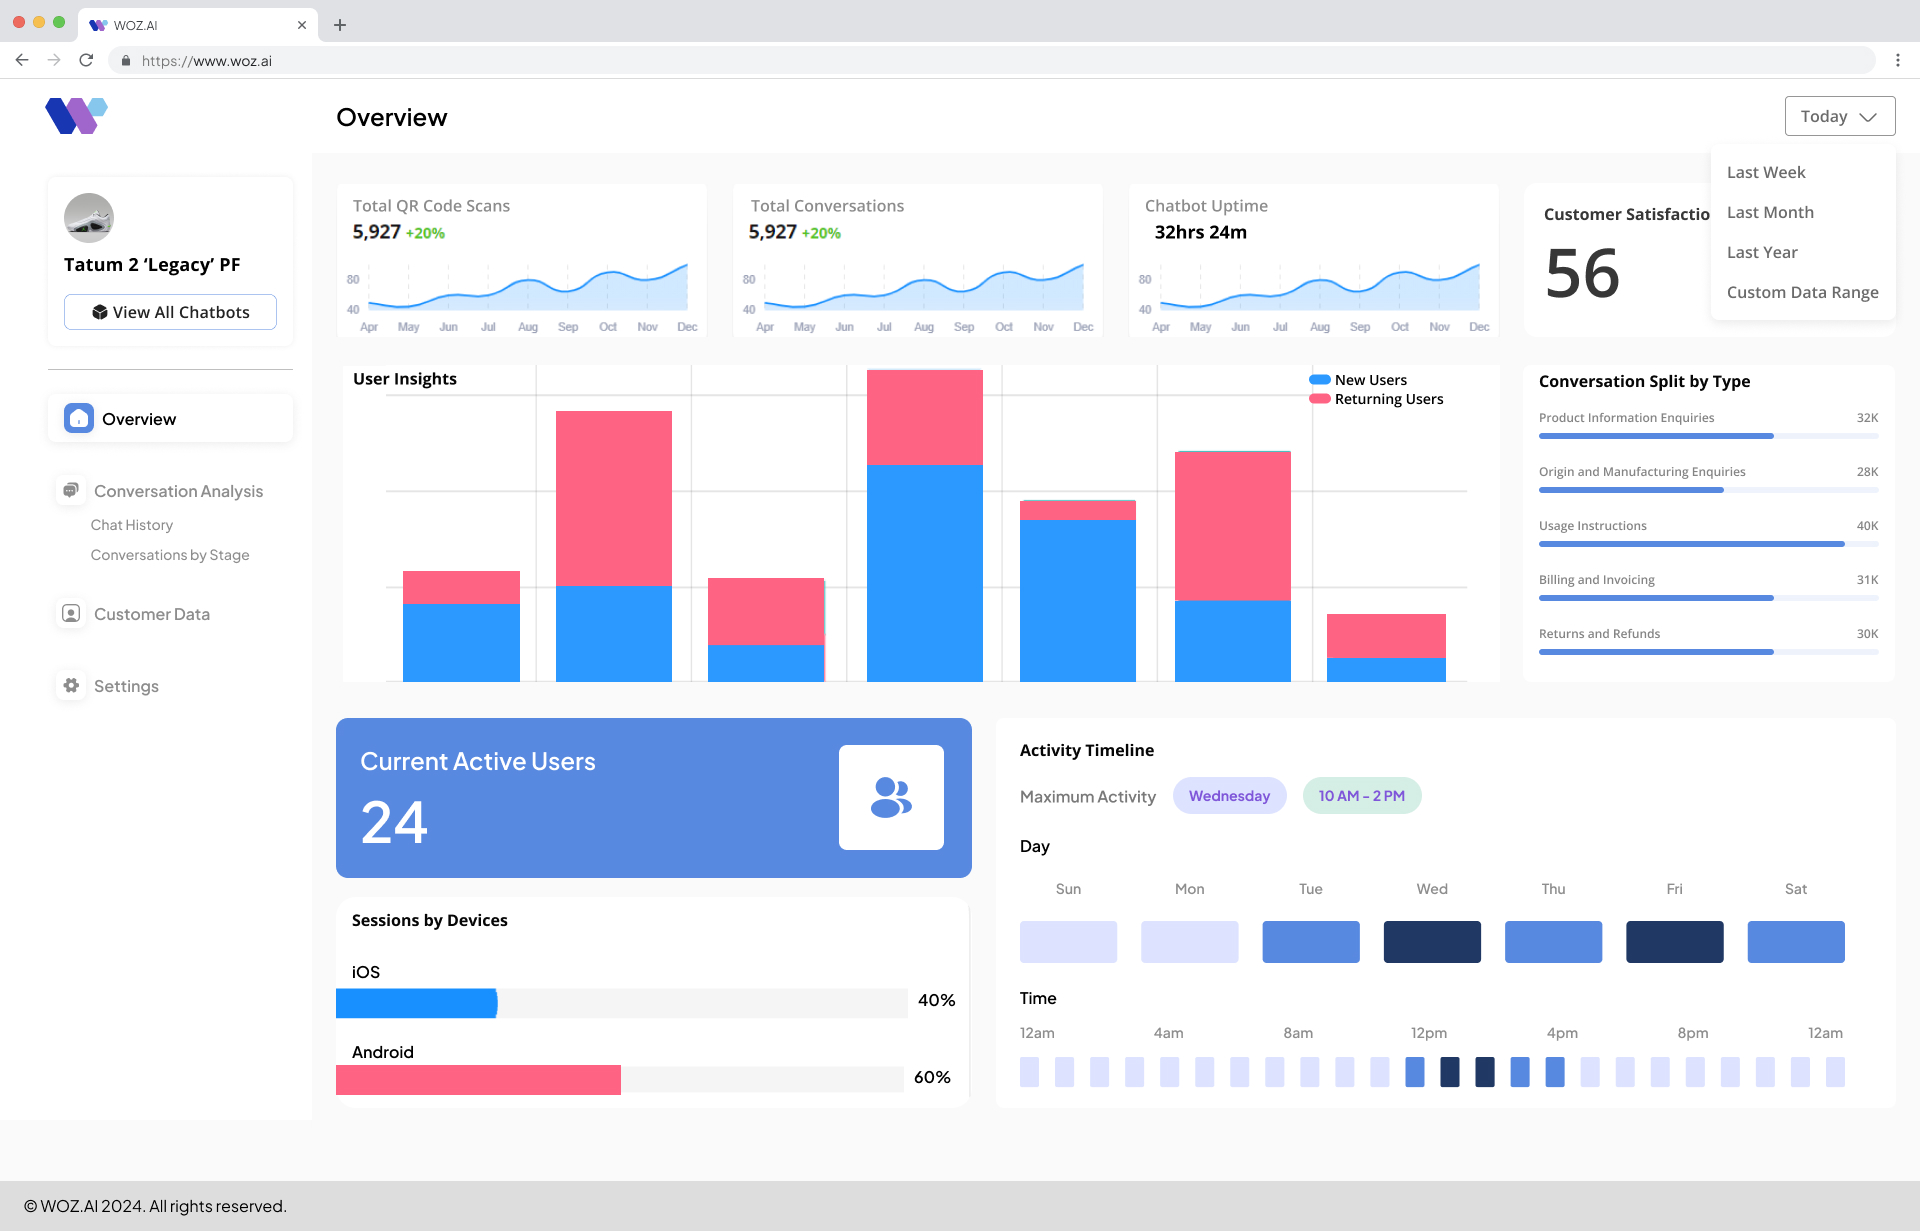 WOZ.AI
https://www.woz.ai
Overview
Today
Last Week
Last Month
Last Year
Custom Data Range
Tatum 2 ‘Legacy’ PF
View All Chatbots
Overview
Conversation Analysis
Chat History
Conversations by Stage
Customer Data
Settings
Total QR Code Scans
5,927 +20%
80
40
Apr May Jun Jul Aug Sep Oct Nov Dec
Total Conversations
5,927 +20%
80
40
Apr May Jun Jul Aug Sep Oct Nov Dec
Chatbot Uptime
32hrs 24m
80
40
Apr May Jun Jul Aug Sep Oct Nov Dec
Customer Satisfactio
56
User Insights
New Users
Returning Users
Conversation Split by Type
Product Information Enquiries 32K
Origin and Manufacturing Enquiries 28K
Usage Instructions 40K
Billing and Invoicing 31K
Returns and Refunds 30K
Current Active Users
24
Sessions by Devices
iOS
40%
Android
60%
Activity Timeline
Maximum Activity Wednesday 10 AM - 2 PM
Day
Sun Mon Tue Wed Thu Fri Sat
Time
12am 4am 8am 12pm 4pm 8pm 12am
© WOZ.AI 2024. All rights reserved.